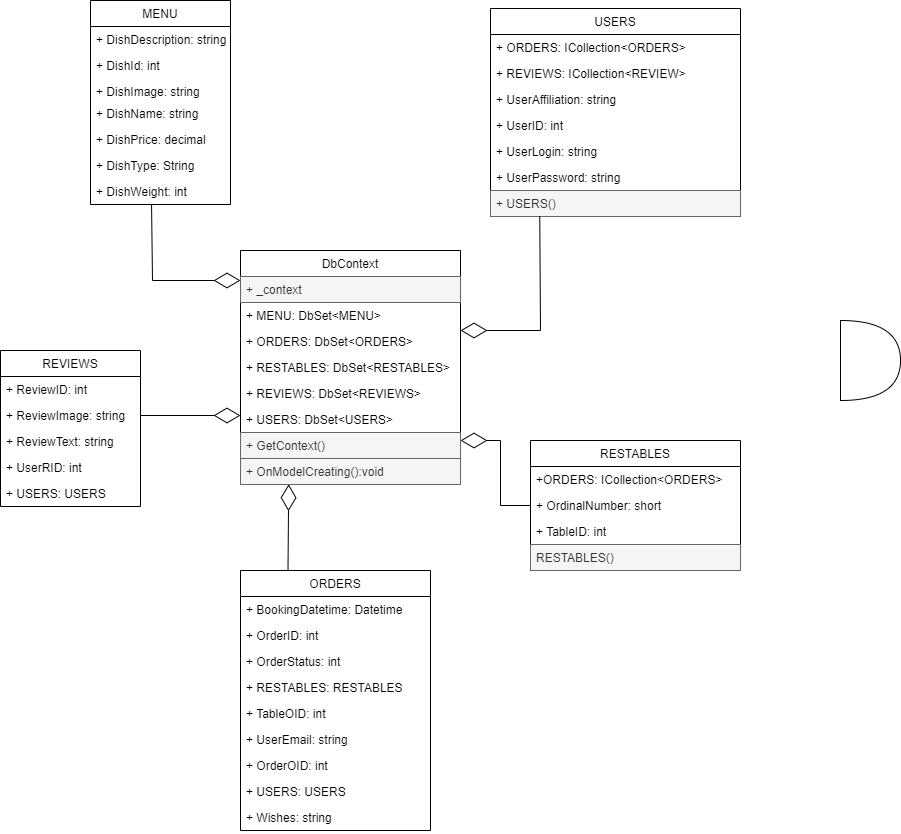 MENU
+ DishDescription: string
+ DishId: int
+ DishImage: string
+ DishName: string
+ DishPrice: decimal
+ DishType: String
+ DishWeight: int
USERS
+ ORDERS: ICollection<ORDERS>
+ REVIEWS: ICollection<REVIEW>
+ UserAffiliation: string
+ UserID: int
+ UserLogin: string
+ UserPassword: string
+ USERS()
DbContext
+ _context
+ MENU: DbSet<MENU>
+ ORDERS: DbSet<ORDERS>
+ RESTABLES: DbSet<RESTABLES>
+ REVIEWS: DbSet<REVIEWS>
+ USERS: DbSet<USERS>
+ GetContext()
+ OnModelCreating():void
REVIEWS
+ ReviewID: int
+ ReviewImage: string
+ ReviewText: string
+ UserRID: int
+ USERS: USERS
RESTABLES
+ORDERS: ICollection<ORDERS>
+ OrdinalNumber: short
+ TableID: int
RESTABLES()
ORDERS
+ BookingDatetime: Datetime
+ OrderID: int
+ OrderStatus: int
+ RESTABLES: RESTABLES
+ TableOID: int
+ UserEmail: string
+ OrderOID: int
+ USERS: USERS
+ Wishes: string